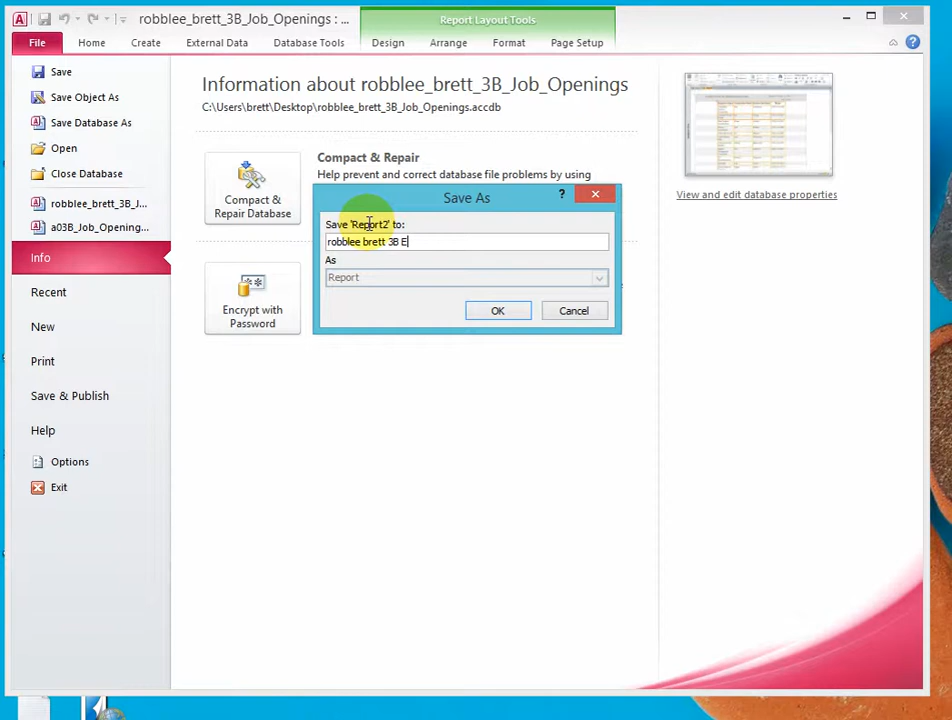 robblee_brett_3B_Job_Openings : ...
Report Layout Tools
File Home Create External Data Database Tools Design Arrange Format Page Setup
Save
Save Object As
Save Database As
Open
Close Database
robblee_brett_3B_J...
a03B_Job_Opening...
Info
Recent
New
Print
Save & Publish
Help
Options
Exit
Information about robblee_brett_3B_Job_Openings
C:\Users\brett\Desktop\robblee_brett_3B_Job_Openings.accdb
Compact &
Repair Database
Compact & Repair
Help prevent and correct database file problems by using
Encrypt with
Password
Save As
Save 'Report2' to:
robblee brett 3B E
As
Report
OK
Cancel
View and edit database properties